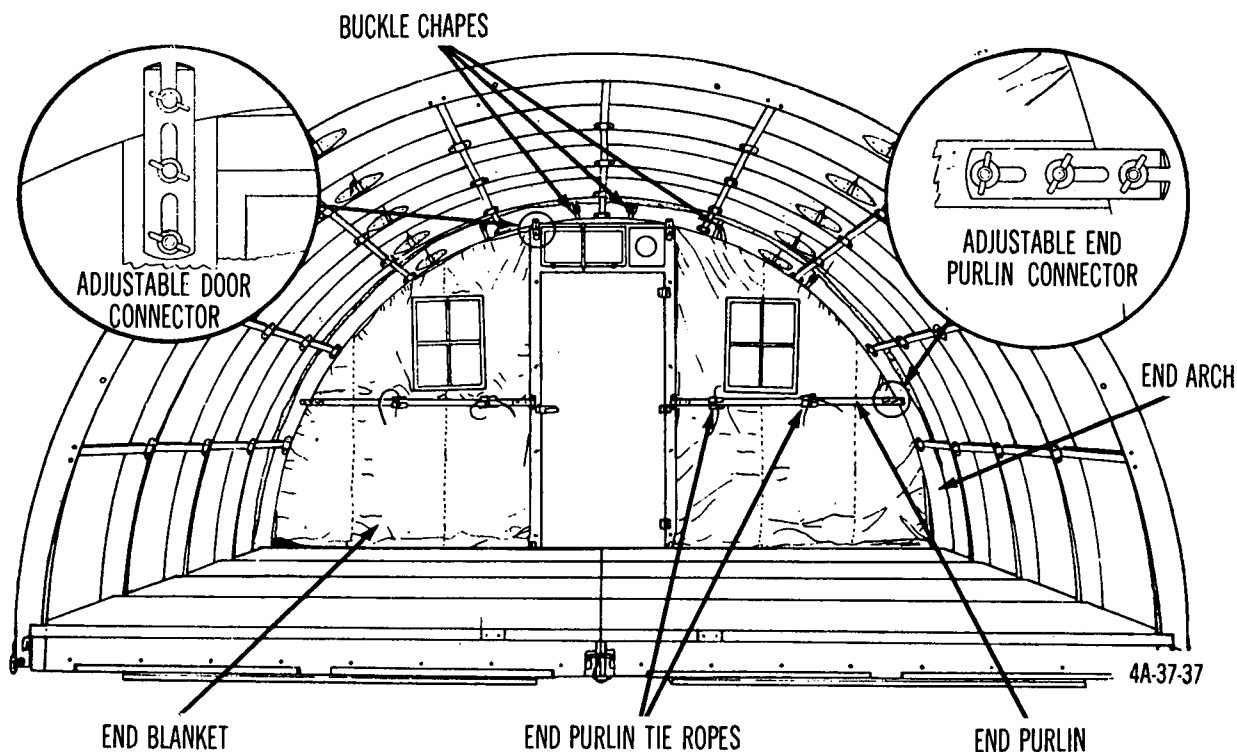 BUCKLE CHAPES
ADJUSTABLE DOOR
CONNECTOR
ADJUSTABLE END
PURLIN CONNECTOR
END ARCH
4A-37-37
END BLANKET
END PURLIN TIE ROPES
END PURLIN